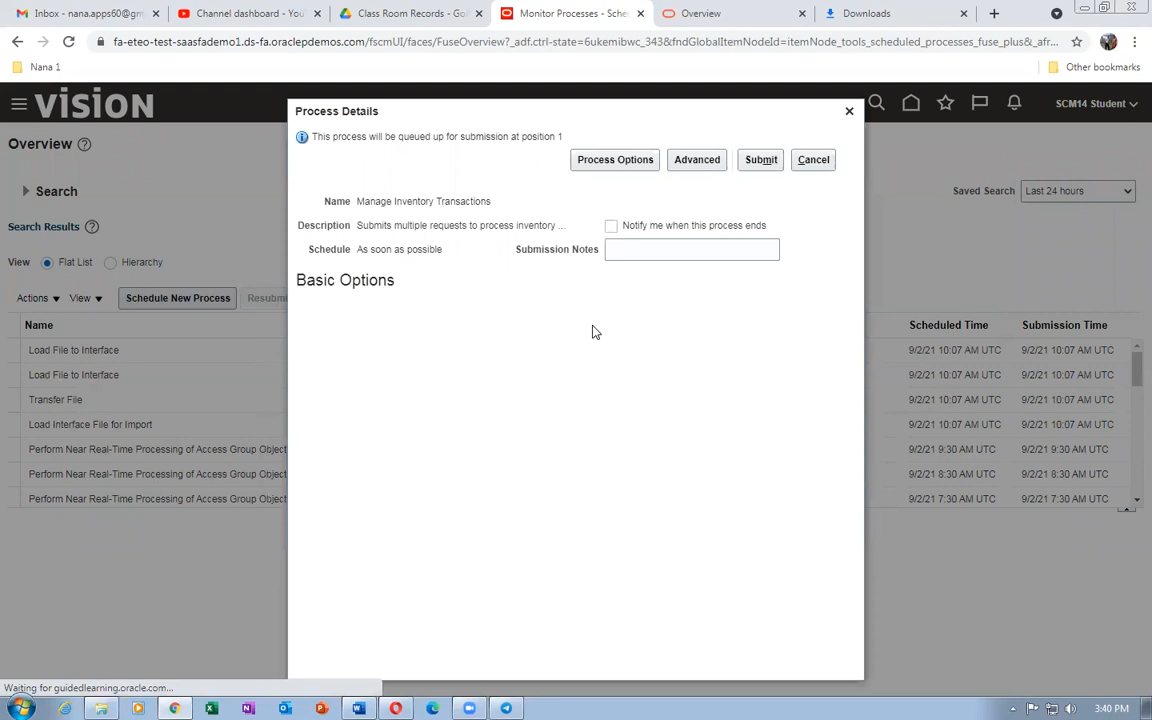 Inbox - nana.apps60@gm
Channel dashboard - You
Class Room Records - Goo
Monitor Processes - Sche
Overview
Downloads
fa-eteo-test-saasfademo1.ds-fa.oraclepdemos.com/fscmUI/faces/FuseOverview?_adf.ctrl-state=6ukemibwc_343&fndGlobalItemNodeId=itemNode_tools_scheduled_processes_fuse_plus&_afr...
Nana 1
Other bookmarks
VISION
SCM14 Student
Process Details
This process will be queued up for submission at position 1
Process Options
Advanced
Submit
Cancel
Name Manage Inventory Transactions
Description Submits multiple requests to process inventory ...
Notify me when this process ends
Schedule As soon as possible
Submission Notes
Basic Options
Overview
Search
Saved Search Last 24 hours
Search Results
View Flat List Hierarchy
Actions View Schedule New Process Resubmi
Name Scheduled Time Submission Time
Load File to Interface 9/2/21 10:07 AM UTC 9/2/21 10:07 AM UTC
Load File to Interface 9/2/21 10:07 AM UTC 9/2/21 10:07 AM UTC
Transfer File 9/2/21 10:07 AM UTC 9/2/21 10:07 AM UTC
Load Interface File for Import 9/2/21 10:07 AM UTC 9/2/21 10:07 AM UTC
Perform Near Real-Time Processing of Access Group Object 9/2/21 9:30 AM UTC 9/2/21 9:30 AM UTC
Perform Near Real-Time Processing of Access Group Object 9/2/21 8:30 AM UTC 9/2/21 8:30 AM UTC
Perform Near Real-Time Processing of Access Group Object 9/2/21 7:30 AM UTC 9/2/21 7:30 AM UTC
Waiting for guidedlearning.oracle.com...
3:40 PM